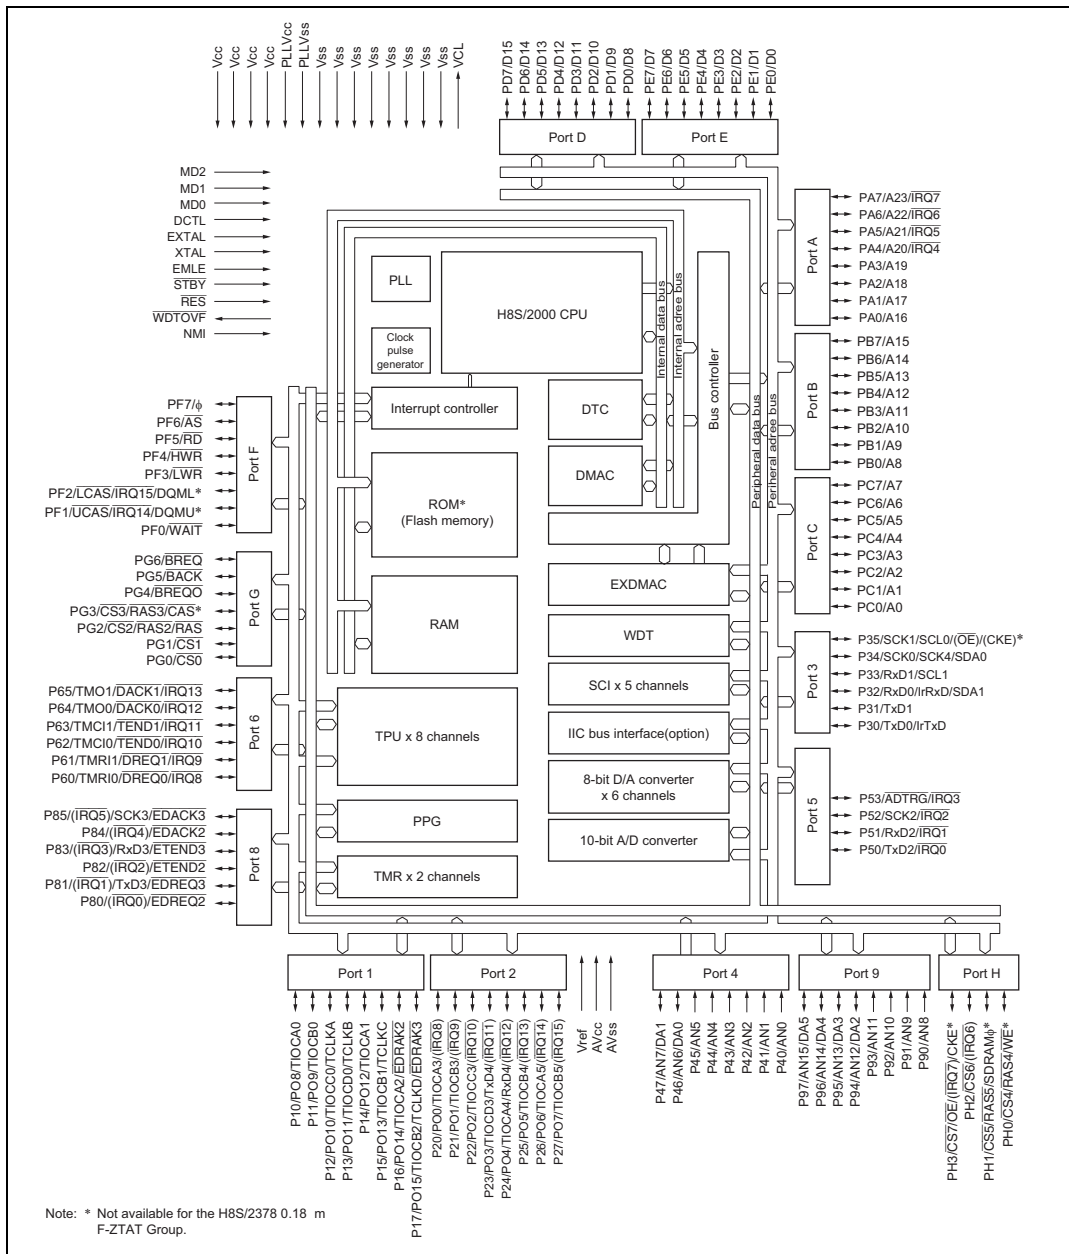 Vcc
Vcc
Vcc
Vcc
PLLVcc
PLLVss
Vss
Vss
Vss
Vss
Vss
Vss
Vss
Vss
VCL
PD7/D15
PD6/D14
PD5/D13
PD4/D12
PD3/D11
PD2/D10
PD1/D9
PD0/D8
PE7/D7
PE6/D6
PE5/D5
PE4/D4
PE3/D3
PE2/D2
PE1/D1
PE0/D0
Port D
Port E
MD2
MD1
MD0
DCTL
EXTAL
XTAL
EMLE
STBY
RES
WDTOVF
NMI
PLL
Clock
pulse
generator
H8S/2000 CPU
Interrupt controller
DTC
DMAC
ROM*
(Flash memory)
RAM
Internal data bus
Internal adree bus
Bus controller
Peripheral data bus
Periheral adree bus
EXDMAC
WDT
SCI x 5 channels
IIC bus interface(option)
8-bit D/A converter
x 6 channels
10-bit A/D converter
TPU x 8 channels
PPG
TMR x 2 channels
Port A
PA7/A23/IRQ7
PA6/A22/IRQ6
PA5/A21/IRQ5
PA4/A20/IRQ4
PA3/A19
PA2/A18
PA1/A17
PA0/A16
Port B
PB7/A15
PB6/A14
PB5/A13
PB4/A12
PB3/A11
PB2/A10
PB1/A9
PB0/A8
Port C
PC7/A7
PC6/A6
PC5/A5
PC4/A4
PC3/A3
PC2/A2
PC1/A1
PC0/A0
Port 3
P35/SCK1/SCL0/(OE)/(CKE)*
P34/SCK0/SCK4/SDA0
P33/RxD1/SCL1
P32/RxD0/IrRxD/SDA1
P31/TxD1
P30/TxD0/IrTxD
Port 5
P53/ADTRG/IRQ3
P52/SCK2/IRQ2
P51/RxD2/IRQ1
P50/TxD2/IRQ0
PF7/φ
PF6/AS
PF5/RD
PF4/HWR
PF3/LWR
PF2/LCAS/IRQ15/DQML*
PF1/UCAS/IRQ14/DQMU*
PF0/WAIT
Port F
PG6/BREQ
PG5/BACK
PG4/BREQO
PG3/CS3/RAS3/CAS*
PG2/CS2/RAS2/RAS
PG1/CS1
PG0/CS0
Port G
P65/TMO1/DACK1/IRQ13
P64/TMO0/DACK0/IRQ12
P63/TMCI1/TEND1/IRQ11
P62/TMCI0/TEND0/IRQ10
P61/TMRI1/DREQ1/IRQ9
P60/TMRI0/DREQ0/IRQ8
Port 6
P85/(IRQ5)/SCK3/EDACK3
P84/(IRQ4)/EDACK2
P83/(IRQ3)/RxD3/ETEND3
P82/(IRQ2)/ETEND2
P81/(IRQ1)/TxD3/EDREQ3
P80/(IRQ0)/EDREQ2
Port 8
Port 1
Port 2
Port 4
Port 9
Port H
P10/PO8/TIOCA0
P11/PO9/TIOCB0
P12/PO10/TIOCC0/TCLKA
P13/PO11/TIOCD0/TCLKB
P14/PO12/TIOCA1
P15/PO13/TIOCB1/TCLKC
P16/PO14/TIOCA2/EDRAK2
P17/PO15/TIOCB2/TCLKD/EDRAK3
P20/PO0/TIOCA3/(IRQ8)
P21/PO1/TIOCB3/(IRQ9)
P22/PO2/TIOCC3/(IRQ10)
P23/PO3/TIOCD3/TxD4/(IRQ11)
P24/PO4/TIOCA4/RxD4/(IRQ12)
P25/PO5/TIOCB4/(IRQ13)
P26/PO6/TIOCA5/(IRQ14)
P27/PO7/TIOCB5/(IRQ15)
Vref
AVcc
AVss
P47/AN7/DA1
P46/AN6/DA0
P45/AN5
P44/AN4
P43/AN3
P42/AN2
P41/AN1
P40/AN0
P97/AN15/DA5
P96/AN14/DA4
P95/AN13/DA3
P94/AN12/DA2
P93/AN11
P92/AN10
P91/AN9
P90/AN8
PH3/CS7/OE/(IRQ7)/CKE*
PH2/CS6/(IRQ6)
PH1/CS5/RAS5/SDRAMφ*
PH0/CS4/RAS4/WE*
Note: * Not available for the H8S/2378 0.18 m
F-ZTAT Group.